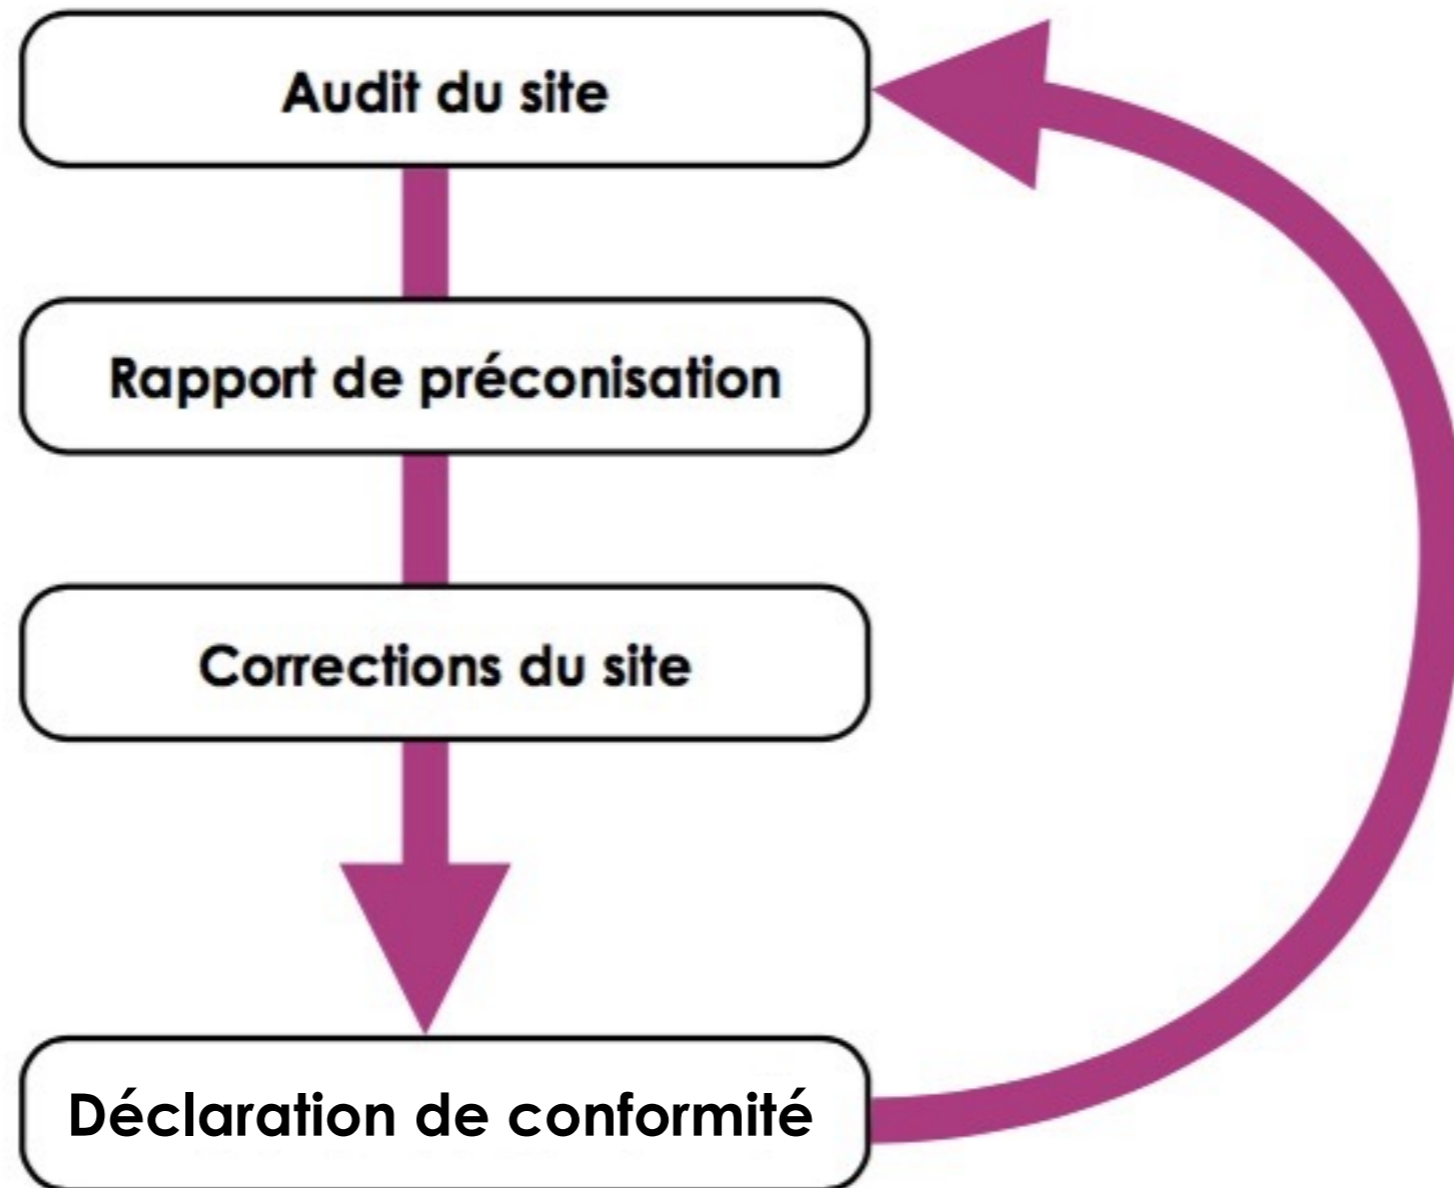 Audit du site
Rapport de préconisation
Corrections du site
Déclaration de conformité